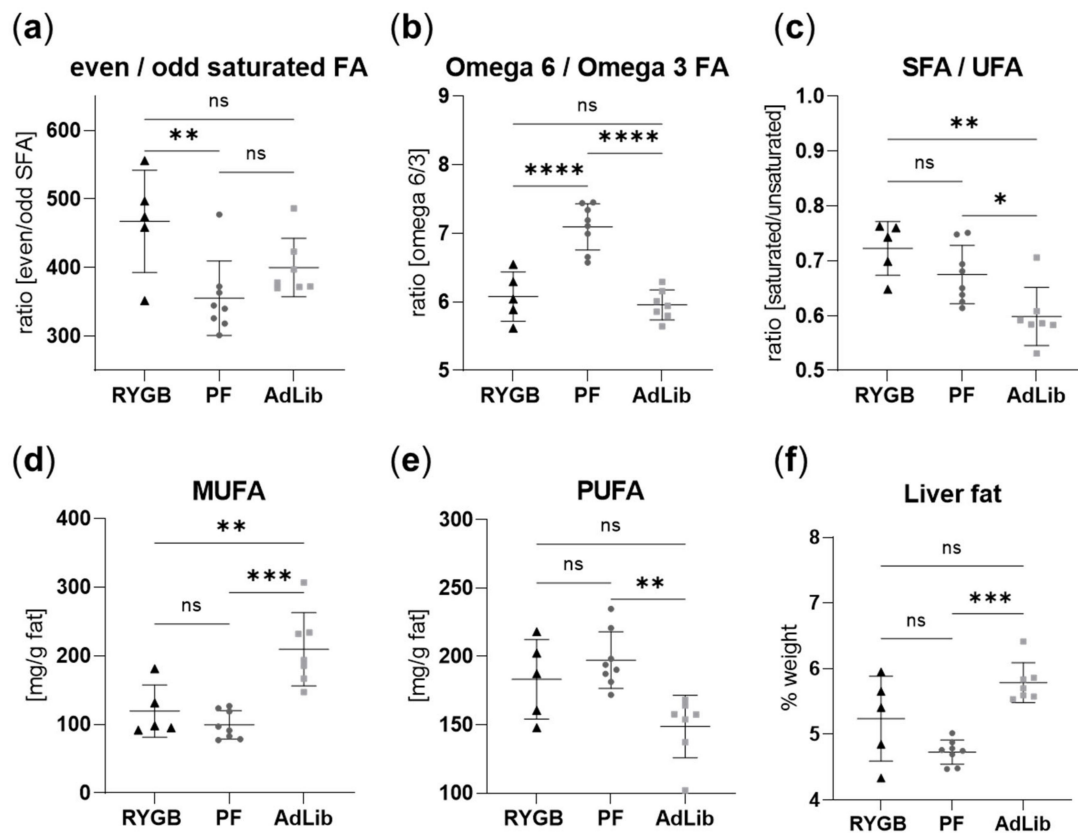 (a)
even / odd saturated FA
ratio [even/odd SFA]
600
500
400
300
ns
**
ns
RYGB PF AdLib
(b)
Omega 6 / Omega 3 FA
ratio [omega 6/3]
9
8
7
6
5
ns
****
****
RYGB PF AdLib
(c)
SFA / UFA
ratio [saturated/unsaturated]
1.0
0.9
0.8
0.7
0.6
0.5
**
ns
*
RYGB PF AdLib
(d)
MUFA
[mg/g fat]
400
300
200
100
0
**
***
ns
RYGB PF AdLib
(e)
PUFA
[mg/g fat]
300
250
200
150
100
ns
ns
**
RYGB PF AdLib
(f)
Liver fat
% weight
8
7
6
5
4
ns
***
ns
RYGB PF AdLib